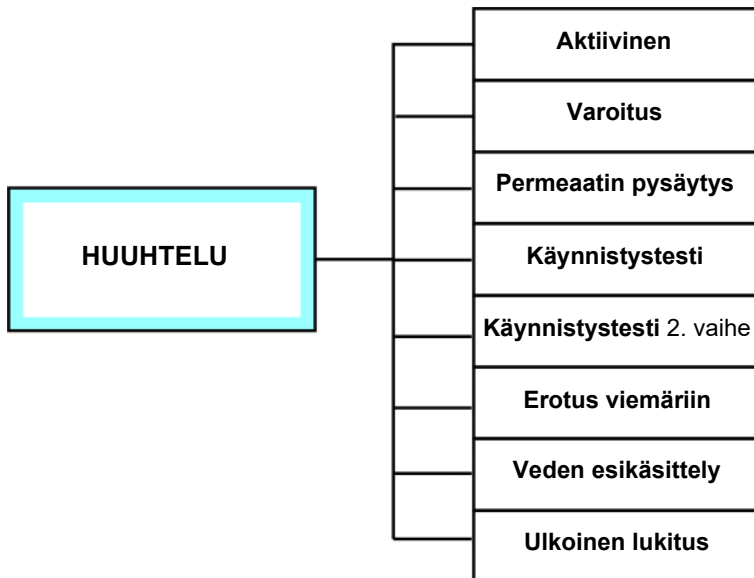 HUUHTELU
Aktiivinen
Varoitus
Permeaatin pysäytys
Käynnistystesti
Käynnistystesti 2. vaihe
Erotus viemäriin
Veden esikäsittely
Ulkoinen lukitus